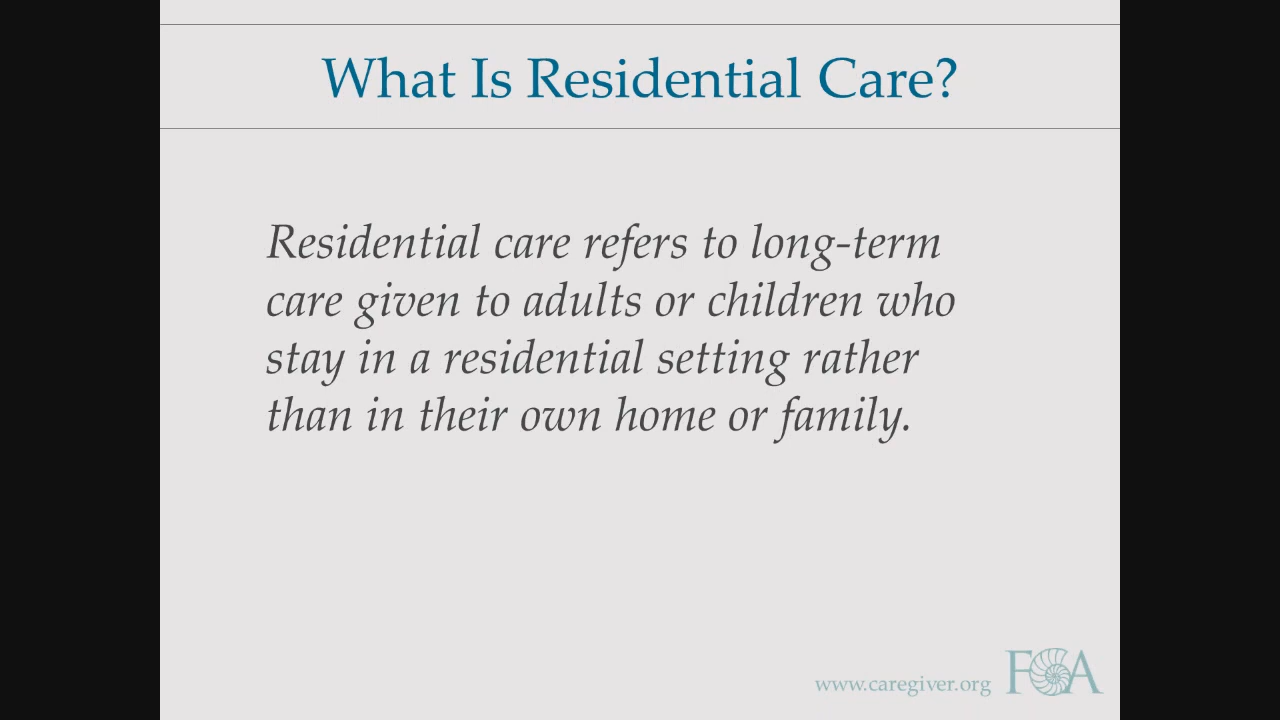 What Is Residential Care?
Residential care refers to long-term
care given to adults or children who
stay in a residential setting rather
than in their own home or family.
www.caregiver.org FCA